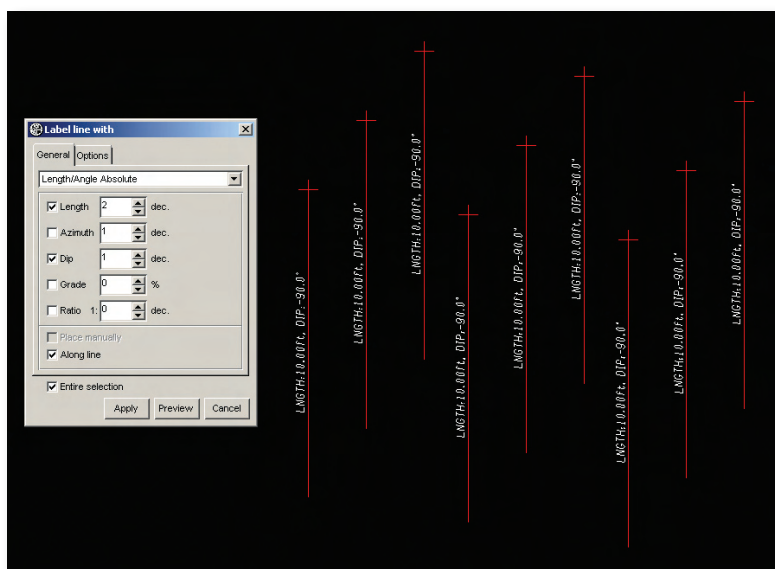 Label line with
General Options
Length/Angle Absolute
Length 2 dec.
Azimuth 1 dec.
Dip 1 dec.
Grade 0 %
Ratio 1: 0 dec.
Place manually
Along line
Entire selection
Apply Preview Cancel
LNGTH:10.00ft, DIP:-90.0°
LNGTH:10.00ft, DIP:-90.0°
LNGTH:10.00ft, DIP:-90.0°
LNGTH:10.00ft, DIP:-90.0°
LNGTH:10.00ft, DIP:-90.0°
LNGTH:10.00ft, DIP:-90.0°
LNGTH:10.00ft, DIP:-90.0°
LNGTH:10.00ft, DIP:-90.0°
LNGTH:10.00ft, DIP:-90.0°